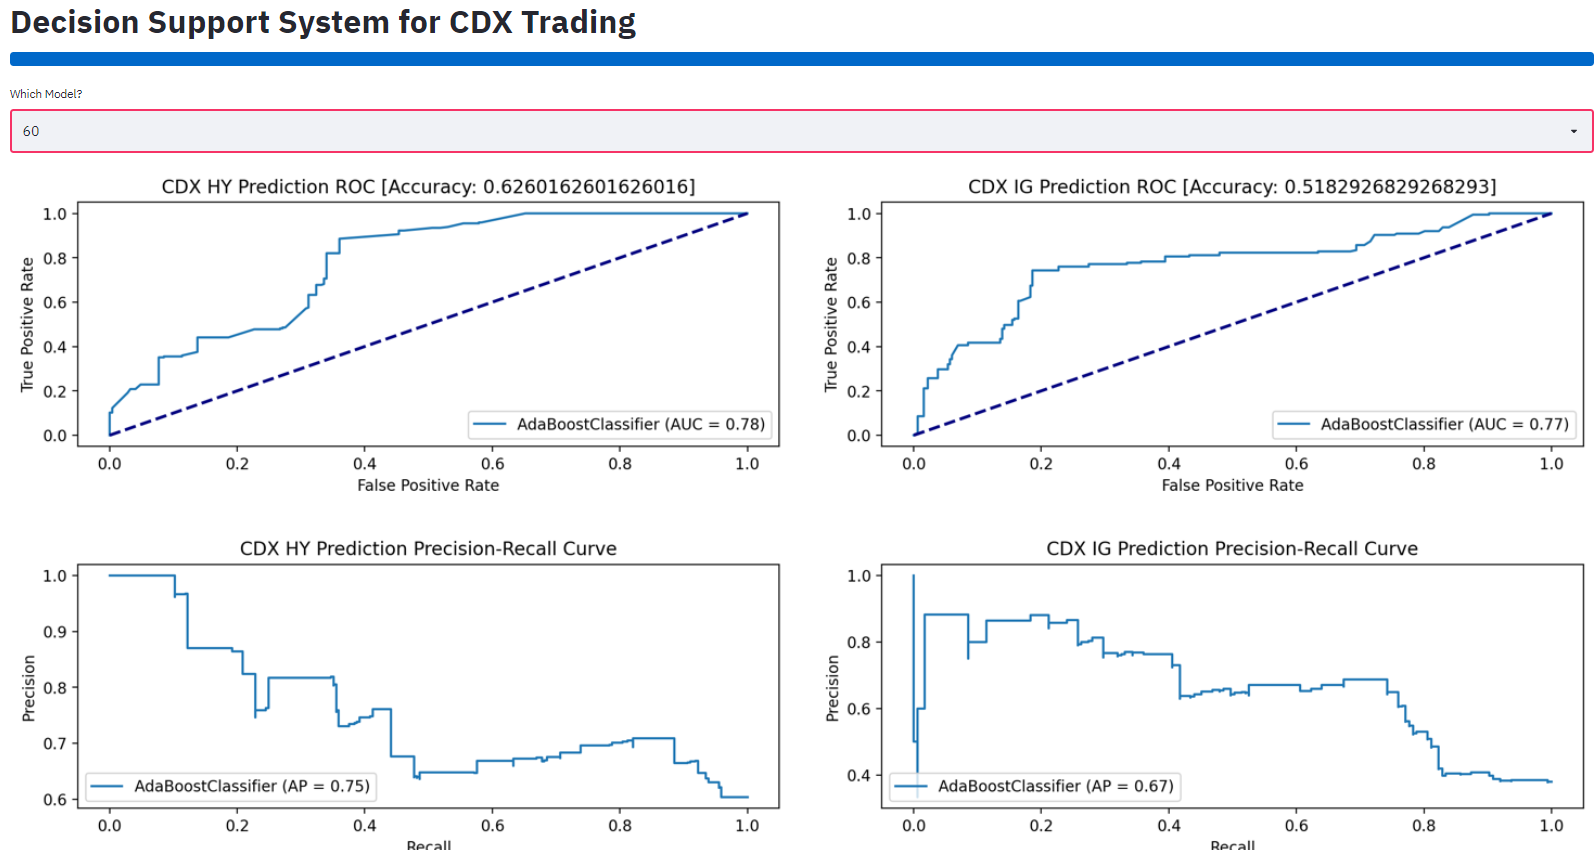 Decision Support System for CDX Trading
Which Model?
60
CDX HY Prediction ROC [Accuracy: 0.6260162601626016]
True Positive Rate
1.0
0.8
0.6
0.4
0.2
0.0
AdaBoostClassifier (AUC = 0.78)
0.0 0.2 0.4 0.6 0.8 1.0
False Positive Rate
CDX IG Prediction ROC [Accuracy: 0.5182926829268293]
True Positive Rate
1.0
0.8
0.6
0.4
0.2
0.0
AdaBoostClassifier (AUC = 0.77)
0.0 0.2 0.4 0.6 0.8 1.0
False Positive Rate
CDX HY Prediction Precision-Recall Curve
Precision
1.0
0.9
0.8
0.7
0.6
AdaBoostClassifier (AP = 0.75)
0.0 0.2 0.4 0.6 0.8 1.0
Recall
CDX IG Prediction Precision-Recall Curve
Precision
1.0
0.8
0.6
0.4
AdaBoostClassifier (AP = 0.67)
0.0 0.2 0.4 0.6 0.8 1.0
Recall